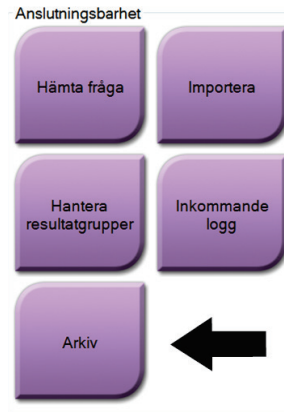 Anslutningsbarhet
Hämta fråga
Importera
Hantera
resultatgrupper
Inkommande
logg
Arkiv